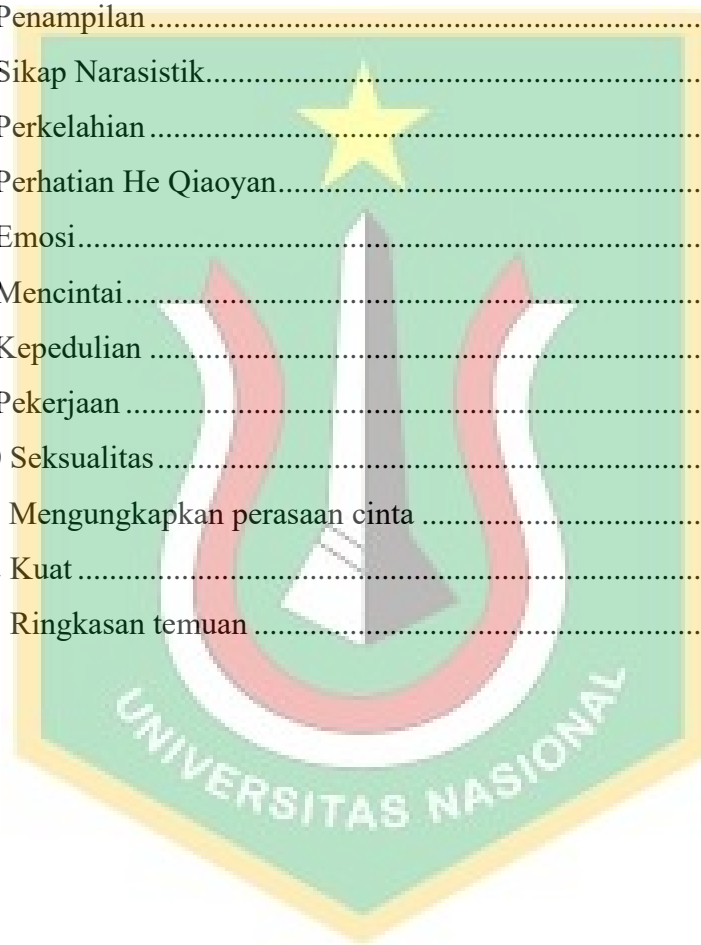 Penampilan ................................................................
Sikap Narasistik................................................................
Perkelahian ................................................................
Perhatian He Qiaoyan................................................................
Emosi................................................................
Mencintai................................................................
Kepedulian ................................................................
Pekerjaan ................................................................
Seksualitas ................................................................
Mengungkapkan perasaan cinta ................................................................
Kuat ................................................................
Ringkasan temuan ................................................................
UNIVERSITAS NASIONAL